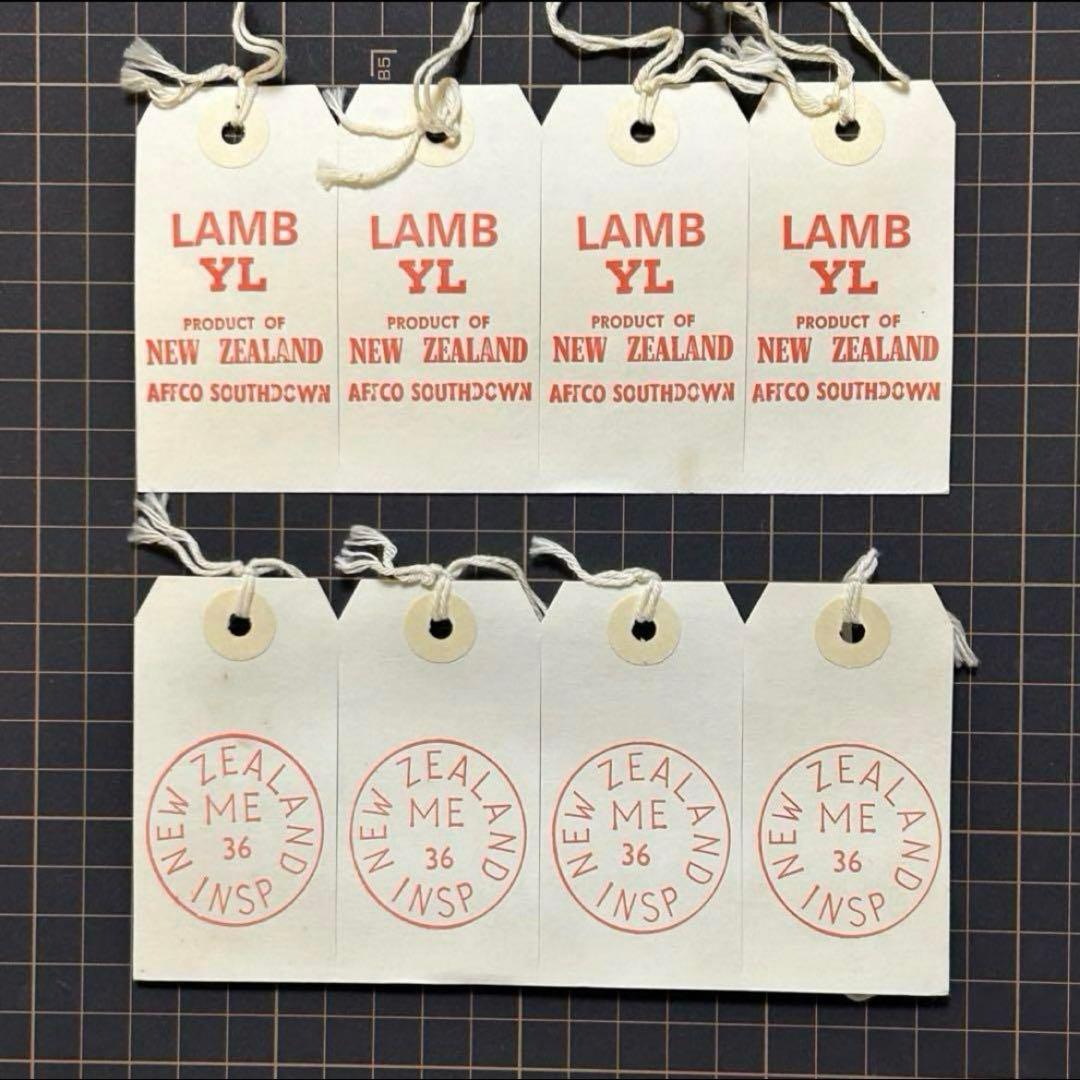 B5
LAMB
YL
PRODUCT OF
NEW ZEALAND
AFFCO SOUTHDOWN
LAMB
YL
PRODUCT OF
NEW ZEALAND
AFFCO SOUTHDOWN
LAMB
YL
PRODUCT OF
NEW ZEALAND
AFFCO SOUTHDOWN
LAMB
YL
PRODUCT OF
NEW ZEALAND
AFFCO SOUTHDOWN
NEW ZEALAND
ME
36
INSP
NEW ZEALAND
ME
36
INSP
NEW ZEALAND
ME
36
INSP
NEW ZEALAND
ME
36
INSP